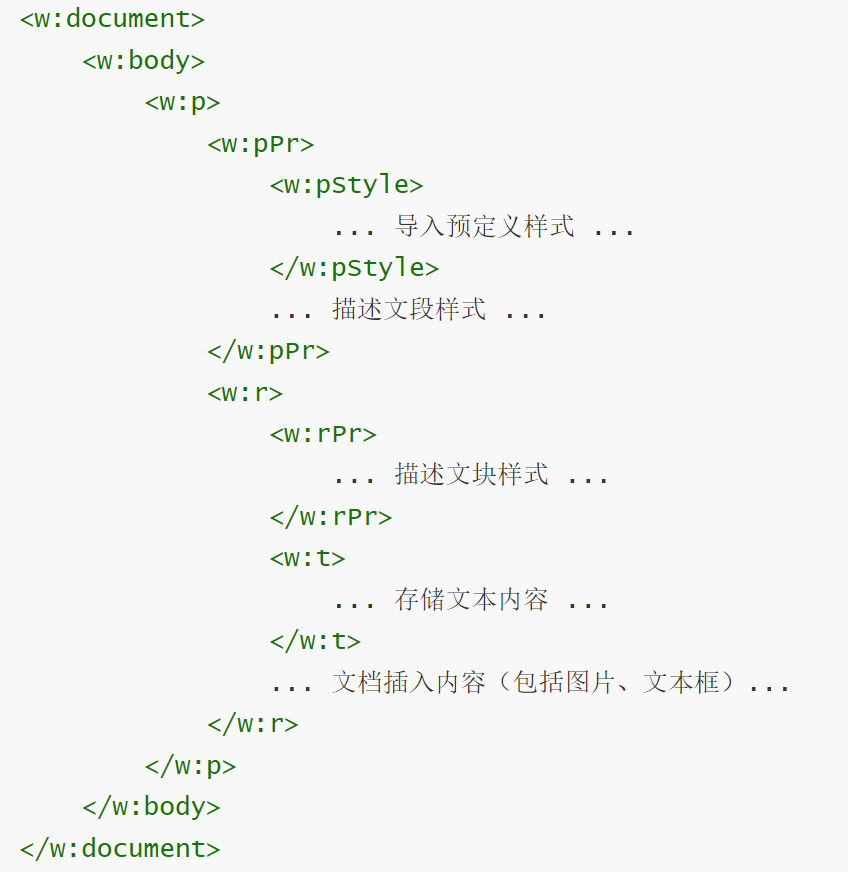 <w:document>
<w:body>
<w:p>
<w:pPr>
<w:pStyle>
... 导入预定义样式 ...
</w:pStyle>
... 描述文段样式 ...
</w:pPr>
<w:r>
<w:rPr>
... 描述文块样式 ...
</w:rPr>
<w:t>
... 存储文本内容 ...
</w:t>
... 文档插入内容（包括图片、文本框）...
</w:r>
</w:p>
</w:body>
</w:document>